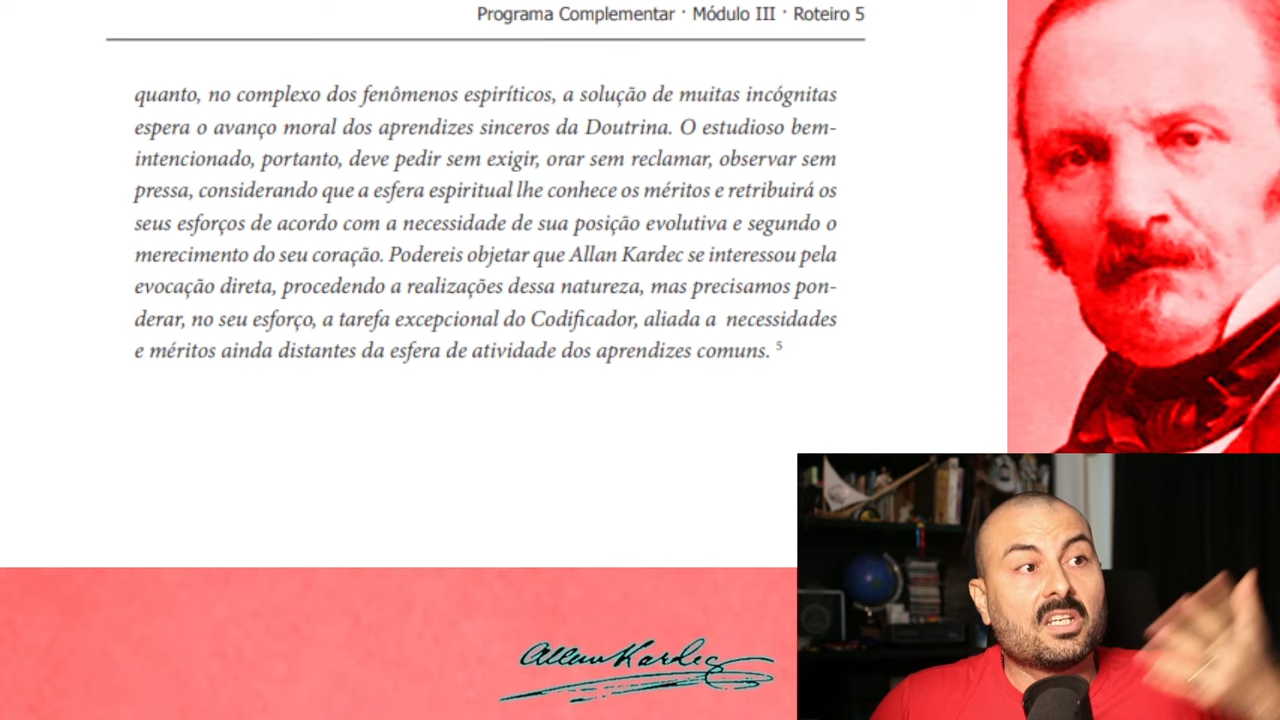 Programa Complementar · Módulo III · Roteiro 5
quanto, no complexo dos fenômenos espiríticos, a solução de muitas incógnitas
espera o avanço moral dos aprendizes sinceros da Doutrina. O estudioso bem-
intencionado, portanto, deve pedir sem exigir, orar sem reclamar, observar sem
pressa, considerando que a esfera espiritual lhe conhece os méritos e retribuirá os
seus esforços de acordo com a necessidade de sua posição evolutiva e segundo o
merecimento do seu coração. Podereis objetar que Allan Kardec se interessou pela
evocação direta, procedendo a realizações dessa natureza, mas precisamos pon-
derar, no seu esforço, a tarefa excepcional do Codificador, aliada a necessidades
e méritos ainda distantes da esfera de atividade dos aprendizes comuns. 5
Allan Kardec